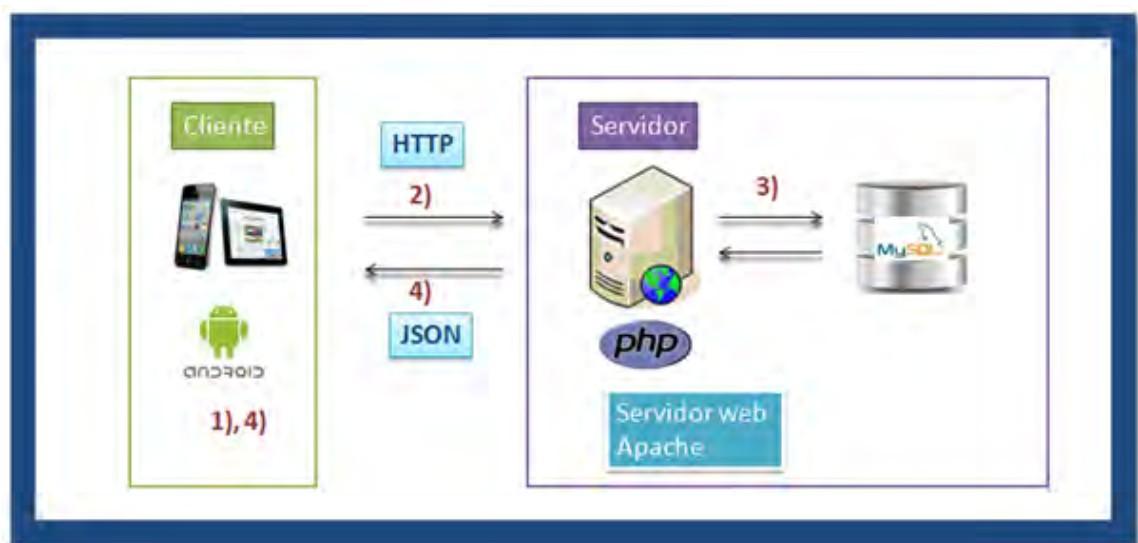 Cliente
HTTP
2)
4)
JSON
ANDROID
1), 4)
Servidor
3)
MySQL
php
Servidor web
Apache